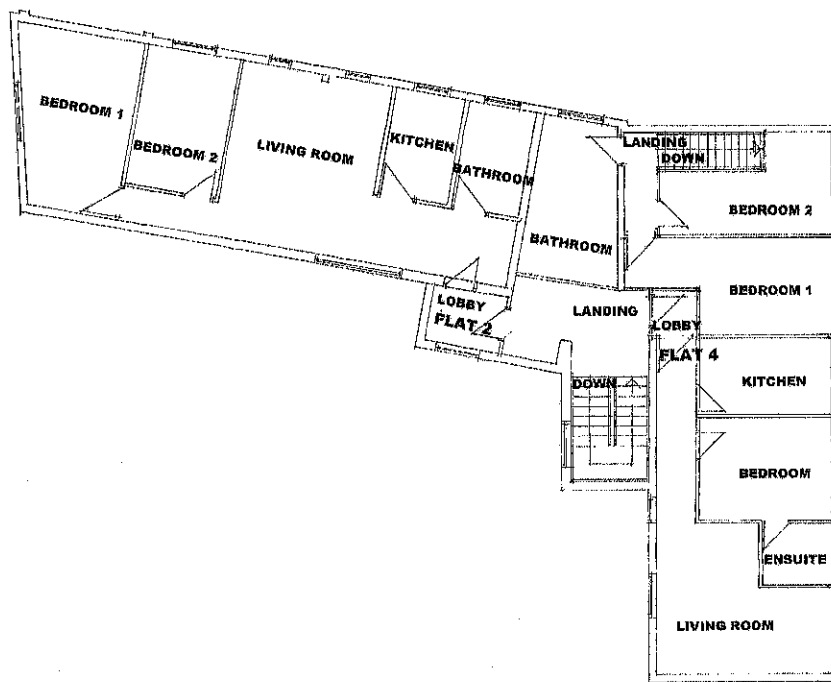 BEDROOM 1
BEDROOM 2
LIVING ROOM
KITCHEN
BATHROOM
BATHROOM
LANDING
DOWN
BEDROOM 2
BEDROOM 1
LOBBY
FLAT 2
LANDING
LOBBY
FLAT 4
DOWN
KITCHEN
BEDROOM
ENSUITE
LIVING ROOM